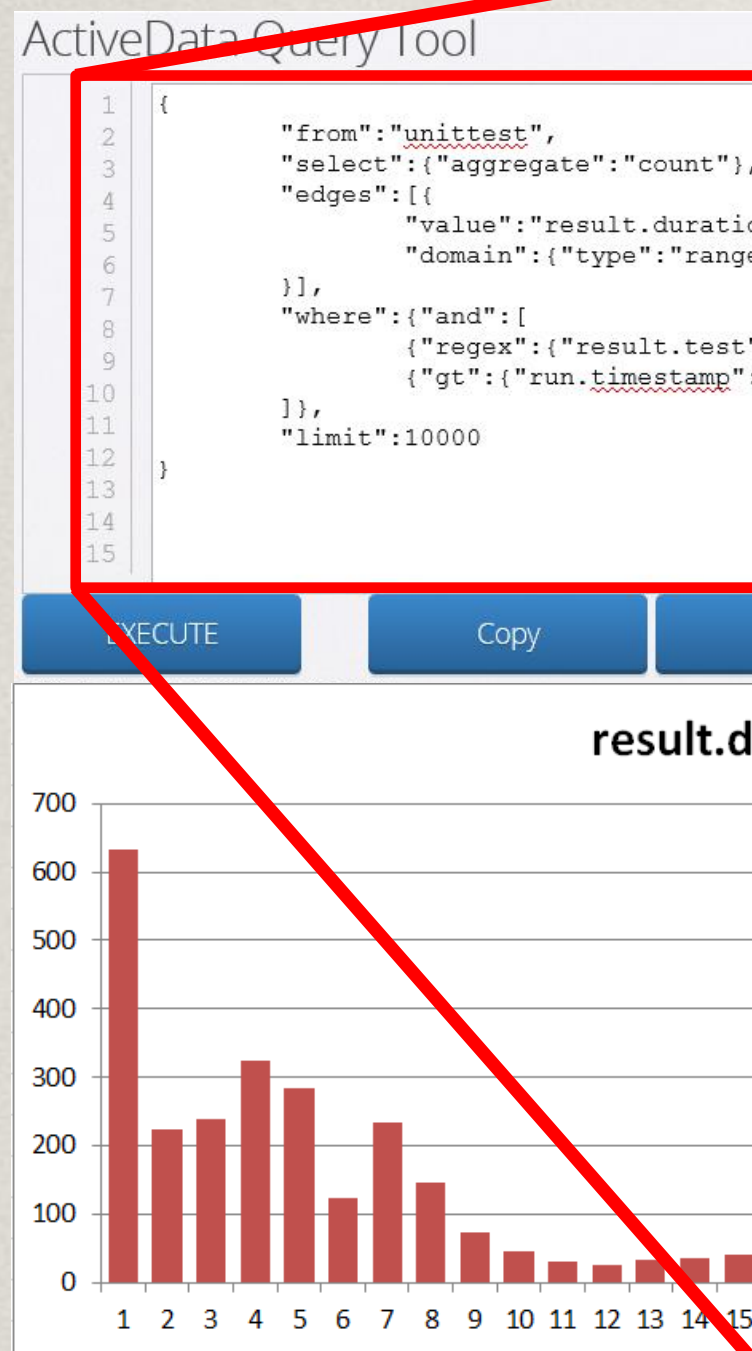 ActiveData Query Tool
1 {
2 "from":"unittest",
3 "select":{"aggregate":"count"},
4 "edges":[{
5 "value":"result.duratio
6 "domain":{"type":"range
7 }],
8 "where":{"and":[
9 {"regex":{"result.test"
10 {"gt":{"run.timestamp":
11 ]},
12 "limit":10000
13 }
14
15
EXECUTE Copy
result.d
700
600
500
400
300
200
100
0
1 2 3 4 5 6 7 8 9 10 11 12 13 14 15